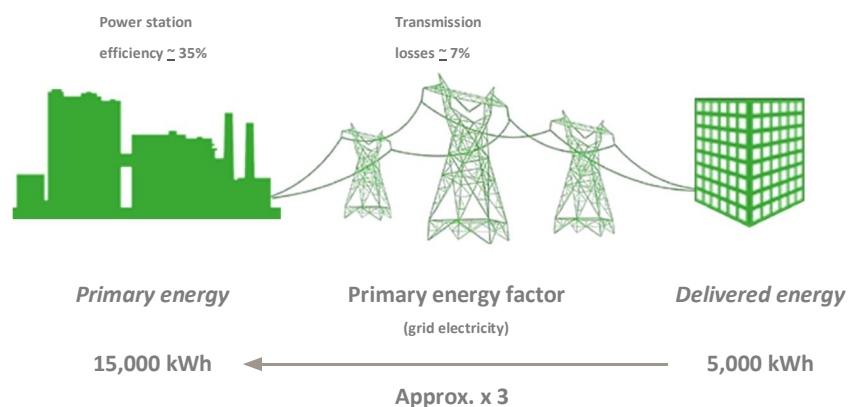 Power station
efficiency ~ 35%
Transmission
losses ~ 7%
Primary energy
Primary energy factor
Delivered energy
(grid electricity)
15,000 kWh
5,000 kWh
Approx. x 3